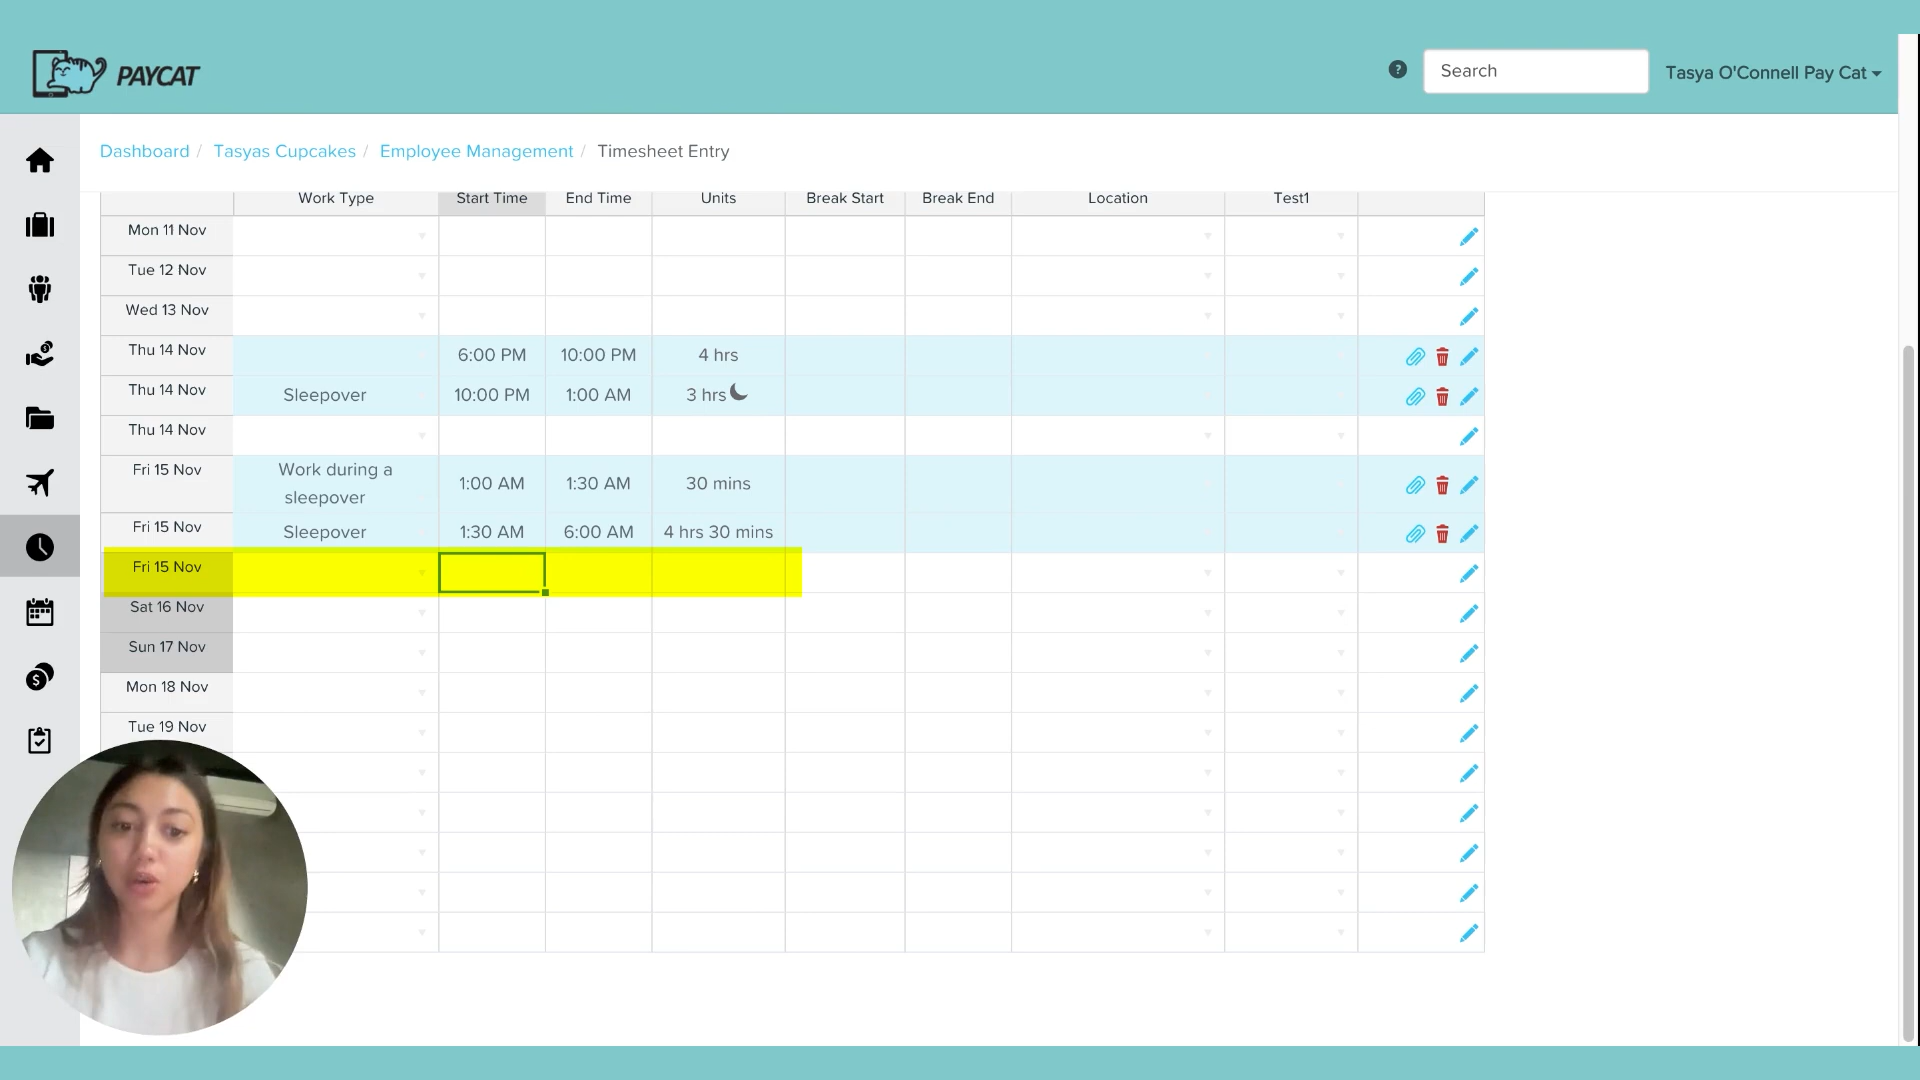 PAYCAT
Search
Tasya O'Connell Pay Cat
Dashboard / Tasyas Cupcakes / Employee Management / Timesheet Entry
Work Type Start Time End Time Units Break Start Break End Location Test1
Mon 11 Nov
Tue 12 Nov
Wed 13 Nov
Thu 14 Nov 6:00 PM 10:00 PM 4 hrs
Thu 14 Nov Sleepover 10:00 PM 1:00 AM 3 hrs
Thu 14 Nov
Fri 15 Nov Work during a
sleepover 1:00 AM 1:30 AM 30 mins
Fri 15 Nov Sleepover 1:30 AM 6:00 AM 4 hrs 30 mins
Fri 15 Nov
Sat 16 Nov
Sun 17 Nov
Mon 18 Nov
Tue 19 Nov